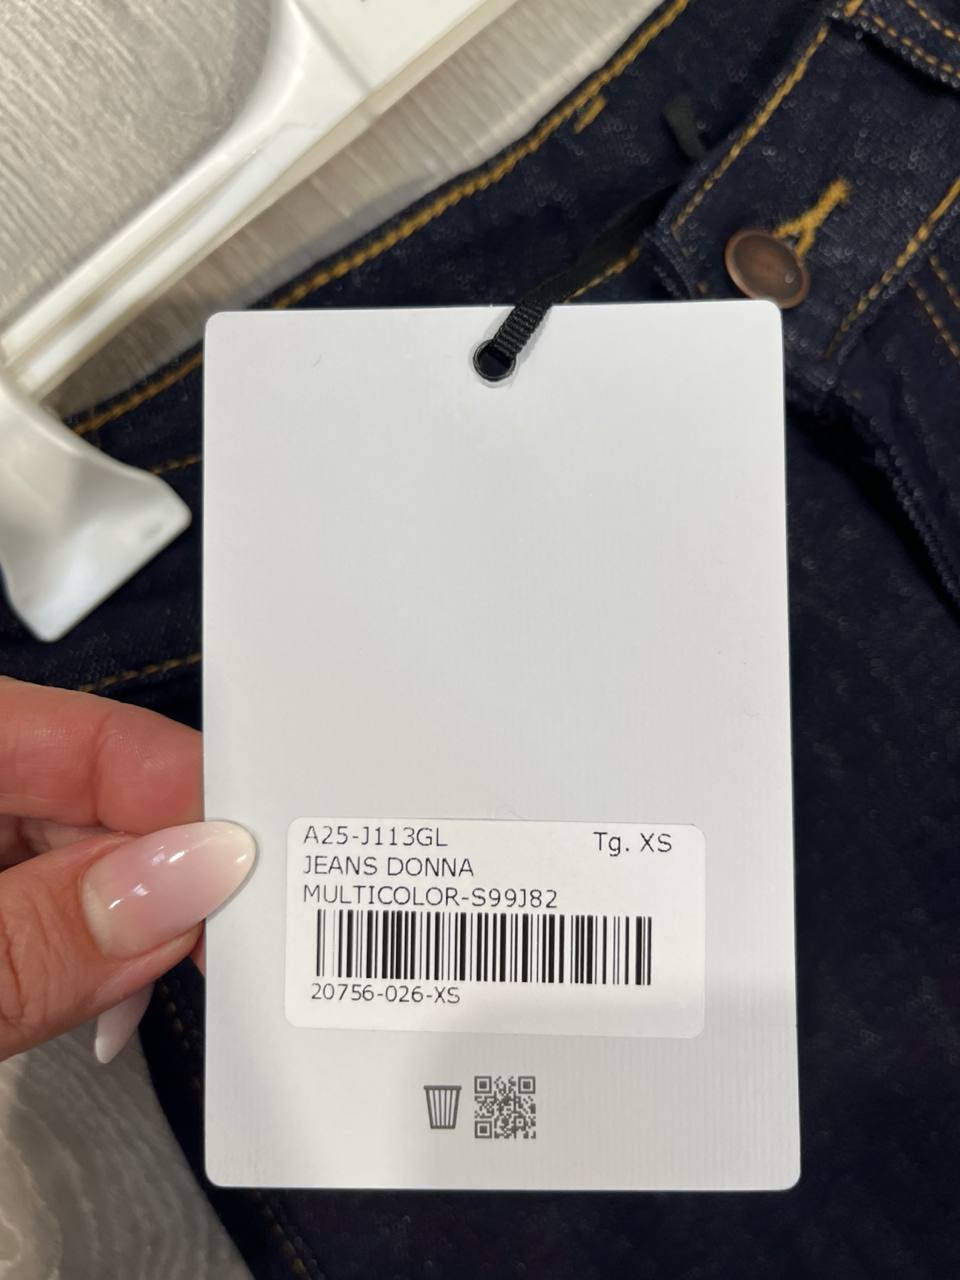 A25-J113GL
Tg. XS
JEANS DONNA
MULTICOLOR-S99J82
20756-026-XS